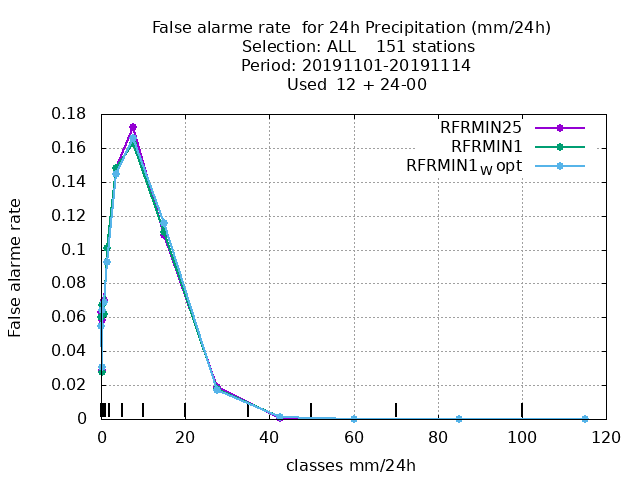 False alarme rate  for 24h Precipitation (mm/24h)
Selection: ALL    151 stations
Period: 20191101-20191114
Used  12 + 24-00
RFRMIN25
RFRMIN1
RFRMIN1W opt
False alarme rate
0.18
0.16
0.14
0.12
0.1
0.08
0.06
0.04
0.02
0
0 20 40 60 80 100 120
classes mm/24h